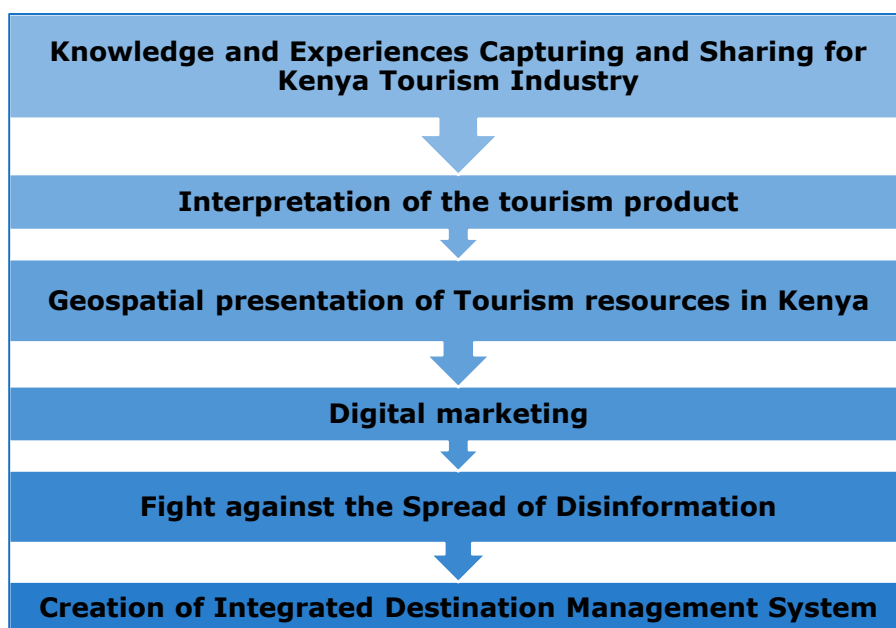 Knowledge and Experiences Capturing and Sharing for
Kenya Tourism Industry
Interpretation of the tourism product
Geospatial presentation of Tourism resources in Kenya
Digital marketing
Fight against the Spread of Disinformation
Creation of Integrated Destination Management System